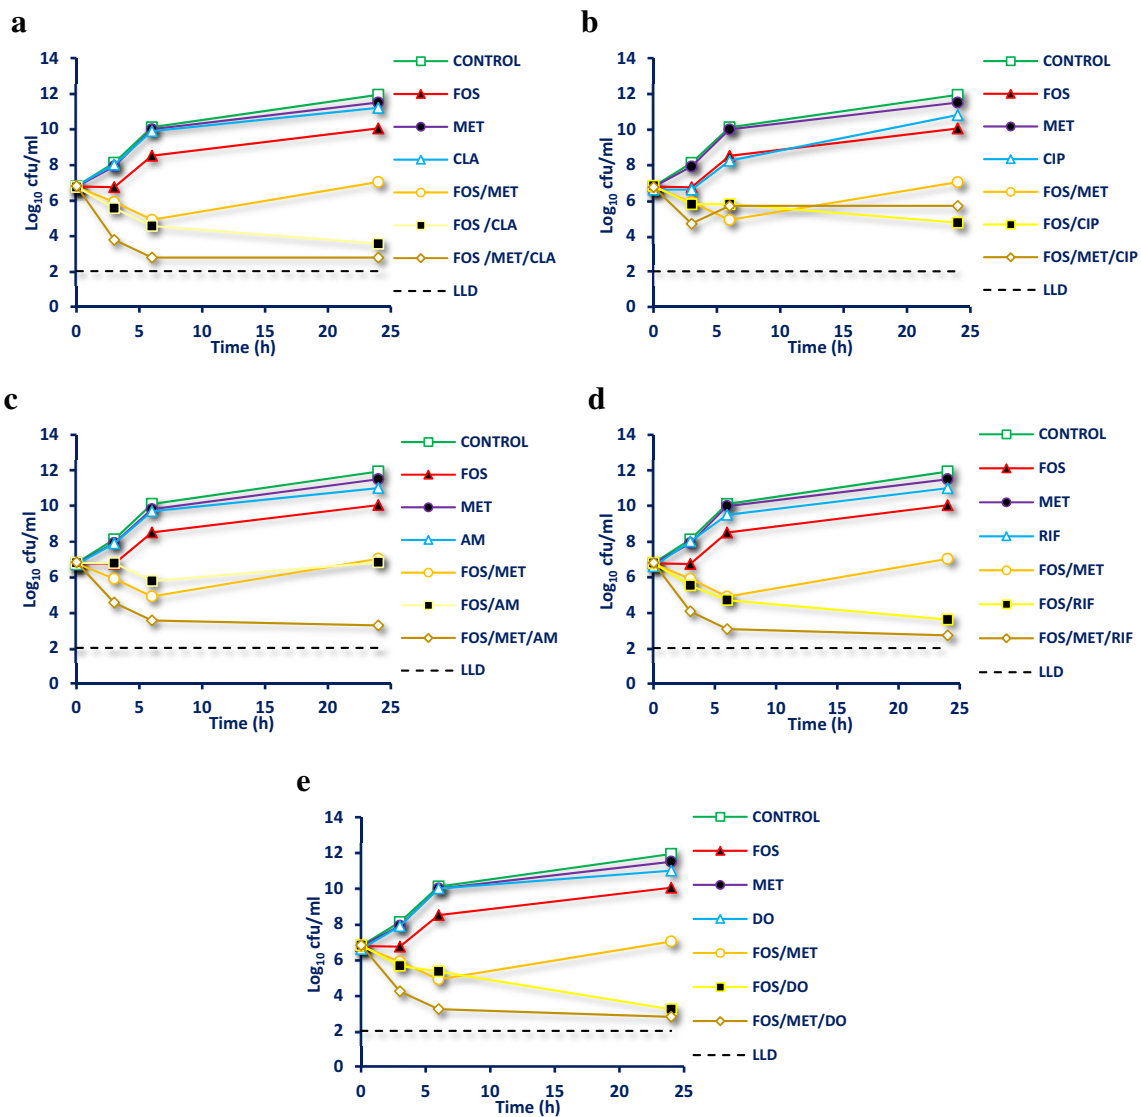 a
14
12
10
8
6
4
2
0
Log10 cfu/ml
0 5 10 15 20 25
Time (h)
CONTROL
FOS
MET
CLA
FOS/MET
FOS /CLA
FOS /MET/CLA
LLD
b
14
12
10
8
6
4
2
0
Log10 cfu/ml
0 5 10 15 20 25
Time (h)
CONTROL
FOS
MET
CIP
FOS/MET
FOS/CIP
FOS/MET/CIP
LLD
c
14
12
10
8
6
4
2
0
Log10 cfu/ml
0 5 10 15 20 25
Time (h)
CONTROL
FOS
MET
AM
FOS/MET
FOS/AM
FOS/MET/AM
LLD
d
14
12
10
8
6
4
2
0
Log10 cfu/ml
0 5 10 15 20 25
Time (h)
CONTROL
FOS
MET
RIF
FOS/MET
FOS/RIF
FOS/MET/RIF
LLD
e
14
12
10
8
6
4
2
0
Log10 cfu/ml
0 5 10 15 20 25
Time (h)
CONTROL
FOS
MET
DO
FOS/MET
FOS/DO
FOS/MET/DO
LLD